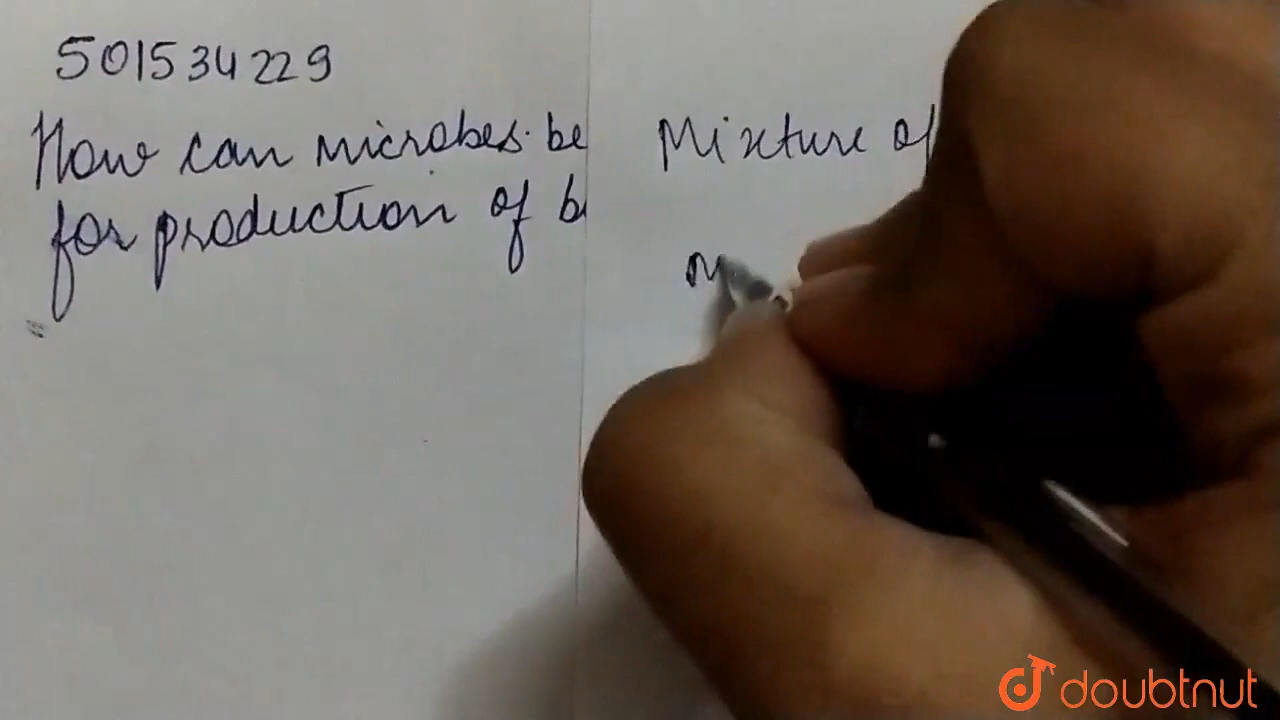 501534229
How can microbes be
for production of b
Mixture of
doubtnut